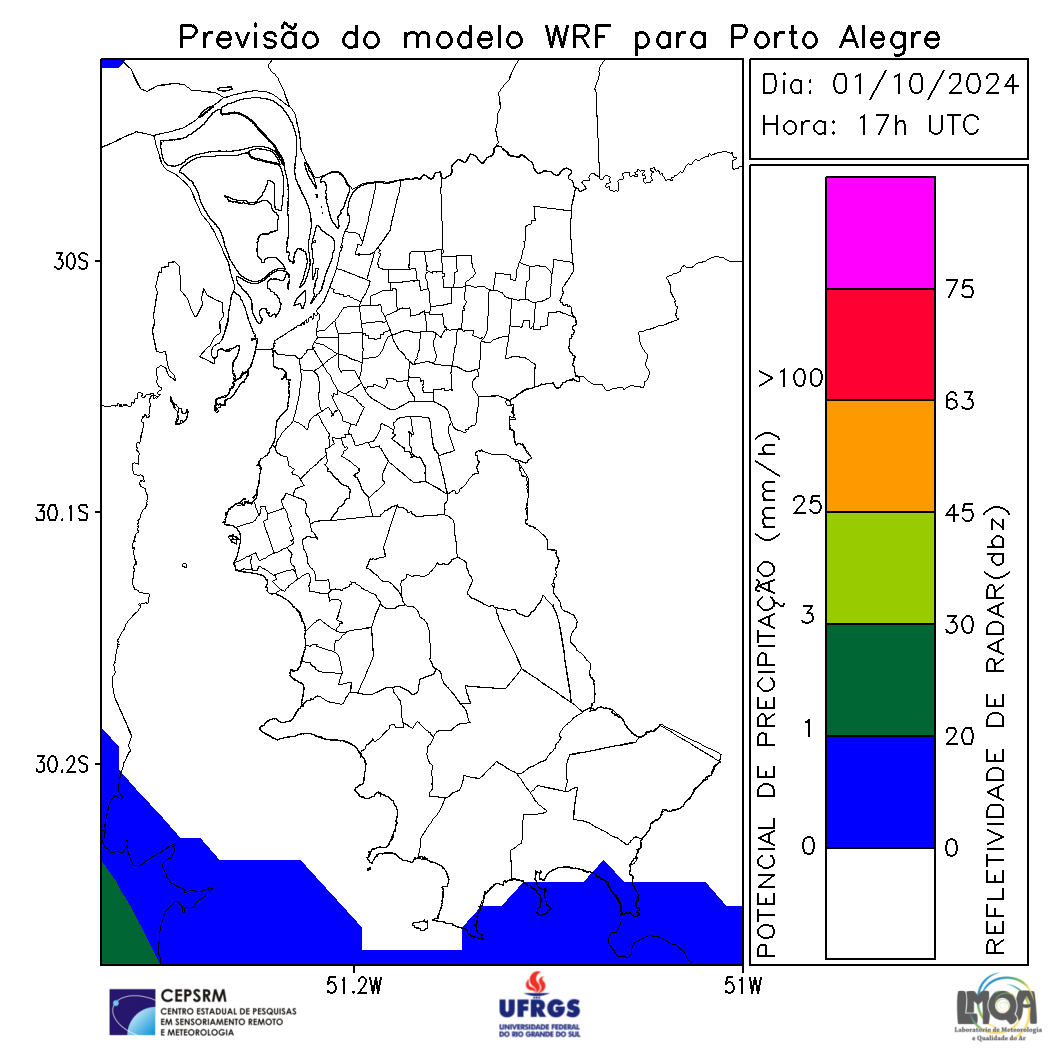 Previsão do modelo WRF para Porto Alegre
Dia: 01/10/2024
Hora: 17h UTC
30S
30.1S
30.2S
51.2W
51W
POTENCIAL DE PRECIPITAÇÃO (mm/h)
>100
25
3
1
0
75
63
45
30
20
0
REFLETIVIDADE DE RADAR(dbz)
CEPSRM
CENTRO ESTADUAL DE PESQUISAS
EM SENSORIAMENTO REMOTO
E METEOROLOGIA
UFRGS
UNIVERSIDADE FEDERAL
DO RIO GRANDE DO SUL
LMQA
Laboratório de Meteorologia
e Qualidade do Ar